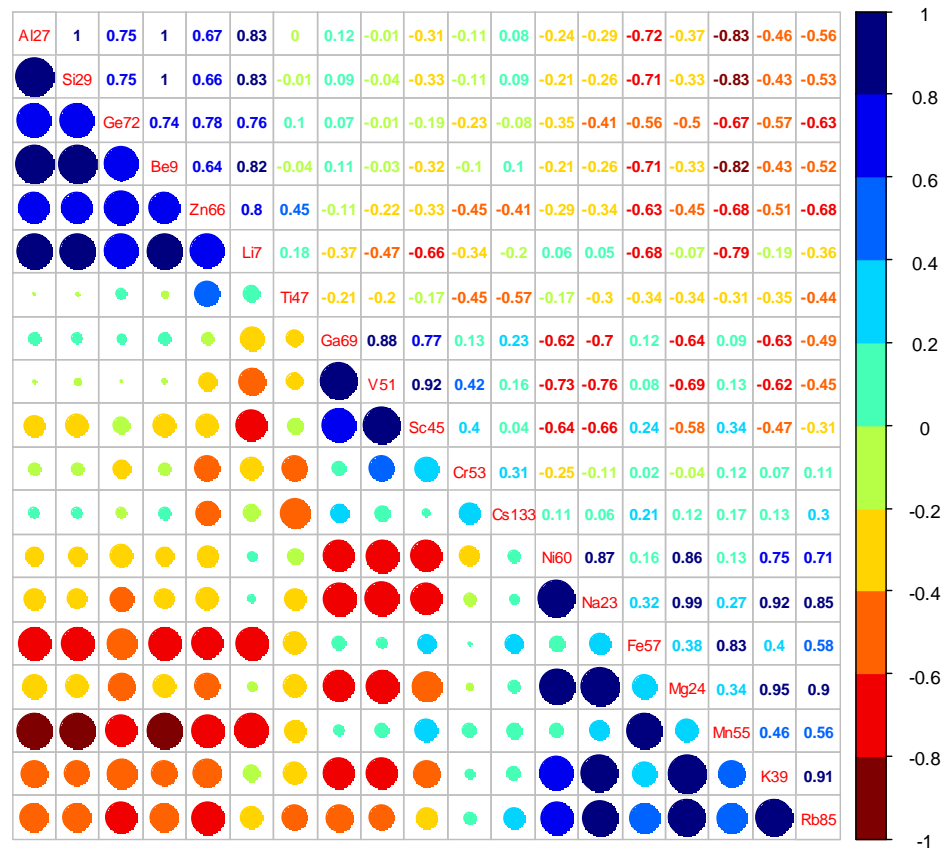 Al27 1 0.75 1 0.67 0.83 0 0.12 -0.01 -0.31 -0.11 0.08 -0.24 -0.29 -0.72 -0.37 -0.83 -0.46 -0.56
Si29 0.75 1 0.66 0.83 -0.01 0.09 -0.04 -0.33 -0.11 0.09 -0.21 -0.26 -0.71 -0.33 -0.83 -0.43 -0.53
Ge72 0.74 0.78 0.76 0.1 0.07 -0.01 -0.19 -0.23 -0.08 -0.35 -0.41 -0.56 -0.5 -0.67 -0.57 -0.63
Be9 0.64 0.82 -0.04 0.11 -0.03 -0.32 -0.1 0.1 -0.21 -0.26 -0.71 -0.33 -0.82 -0.43 -0.52
Zn66 0.8 0.45 -0.11 -0.22 -0.33 -0.45 -0.41 -0.29 -0.34 -0.63 -0.45 -0.68 -0.51 -0.68
Li7 0.18 -0.37 -0.47 -0.66 -0.34 -0.2 0.06 0.05 -0.68 -0.07 -0.79 -0.19 -0.36
Ti47 -0.21 -0.2 -0.17 -0.45 -0.57 -0.17 -0.3 -0.34 -0.34 -0.31 -0.35 -0.44
Ga69 0.88 0.77 0.13 0.23 -0.62 -0.7 0.12 -0.64 0.09 -0.63 -0.49
V51 0.92 0.42 0.16 -0.73 -0.76 0.08 -0.69 0.13 -0.62 -0.45
Sc45 0.4 0.04 -0.64 -0.66 0.24 -0.58 0.34 -0.47 -0.31
Cr53 0.31 -0.25 -0.11 0.02 -0.04 0.12 0.07 0.11
Cs133 0.11 0.06 0.21 0.12 0.17 0.13 0.3
Ni60 0.87 0.16 0.86 0.13 0.75 0.71
Na23 0.32 0.99 0.27 0.92 0.85
Fe57 0.38 0.83 0.4 0.58
Mg24 0.34 0.95 0.9
Mn55 0.46 0.56
K39 0.91
Rb85
1
0.8
0.6
0.4
0.2
0
-0.2
-0.4
-0.6
-0.8
-1